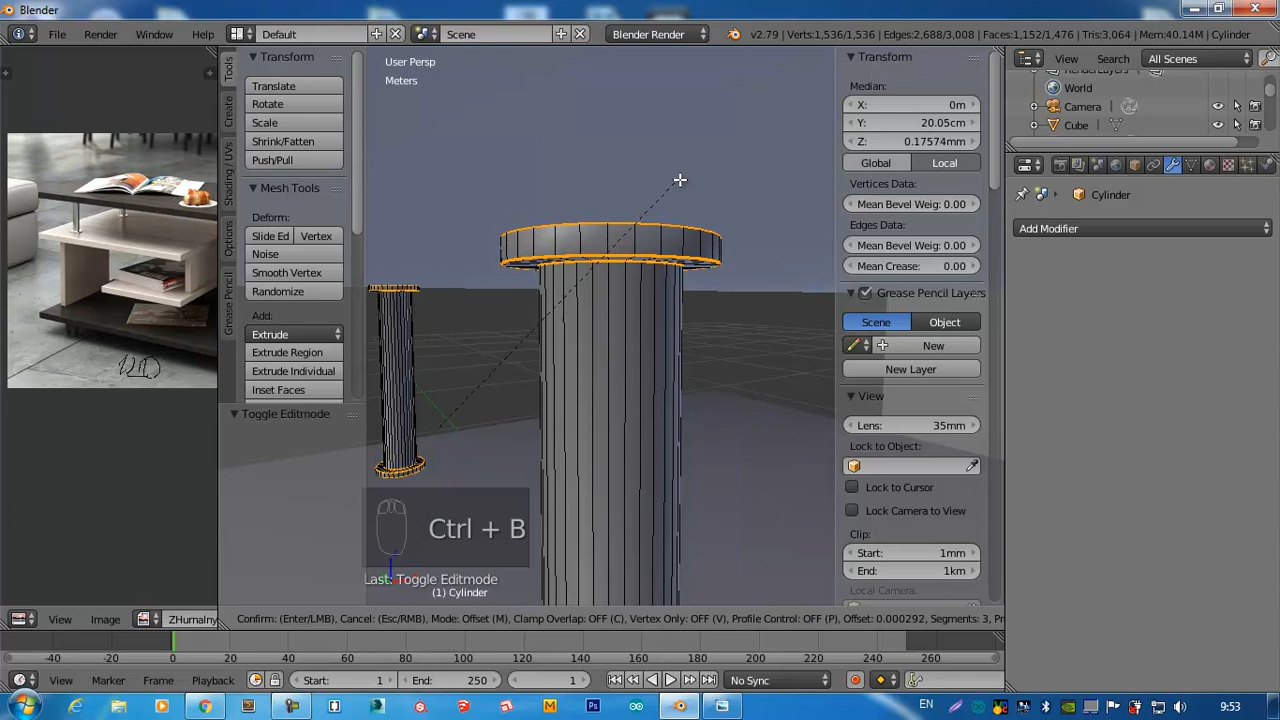 Blender
File Render Window Help Default Scene Blender Render v2.79 | Verts:1,536/1,536 | Edges:2,688/3,008 | Faces:1,152/1,476 | Tris:3,064 | Mem:40.14M | Cylinder
Tools
Create
Shading / UVs
Options
Grease Pencil
Transform
Translate
Rotate
Scale
Shrink/Fatten
Push/Pull
Mesh Tools
Deform:
Slide Ed Vertex
Noise
Smooth Vertex
Randomize
Add:
Extrude
Extrude Region
Extrude Individual
Inset Faces
Toggle Editmode
User Persp
Meters
Ctrl + B
Last: Toggle Editmode
(1) Cylinder
Transform
Median:
X: 0m
Y: 20.05cm
Z: 0.17574mm
Global Local
Vertices Data:
Mean Bevel Weig: 0.00
Edges Data:
Mean Bevel Weig: 0.00
Mean Crease: 0.00
Grease Pencil Layers
Scene Object
New
New Layer
View
Lens: 35mm
Lock to Object:
Lock to Cursor
Lock Camera to View
Clip:
Start: 1mm
End: 1km
Local Camera:
View Search All Scenes
RenderLayers
World
Camera
Cube
Cylinder
Add Modifier
View Image ZHumalny
Confirm: (Enter/LMB), Cancel: (Esc/RMB), Mode: Offset (M), Clamp Overlap: OFF (C), Vertex Only: OFF (V), Profile Control: OFF (P), Offset: 0.000292, Segments: 3, Pr
-40 -20 0 20 40 60 80 100 120 140 160 180 200 220 240 260
View Marker Frame Playback Start: 1 End: 250 1 No Sync
EN 9:53